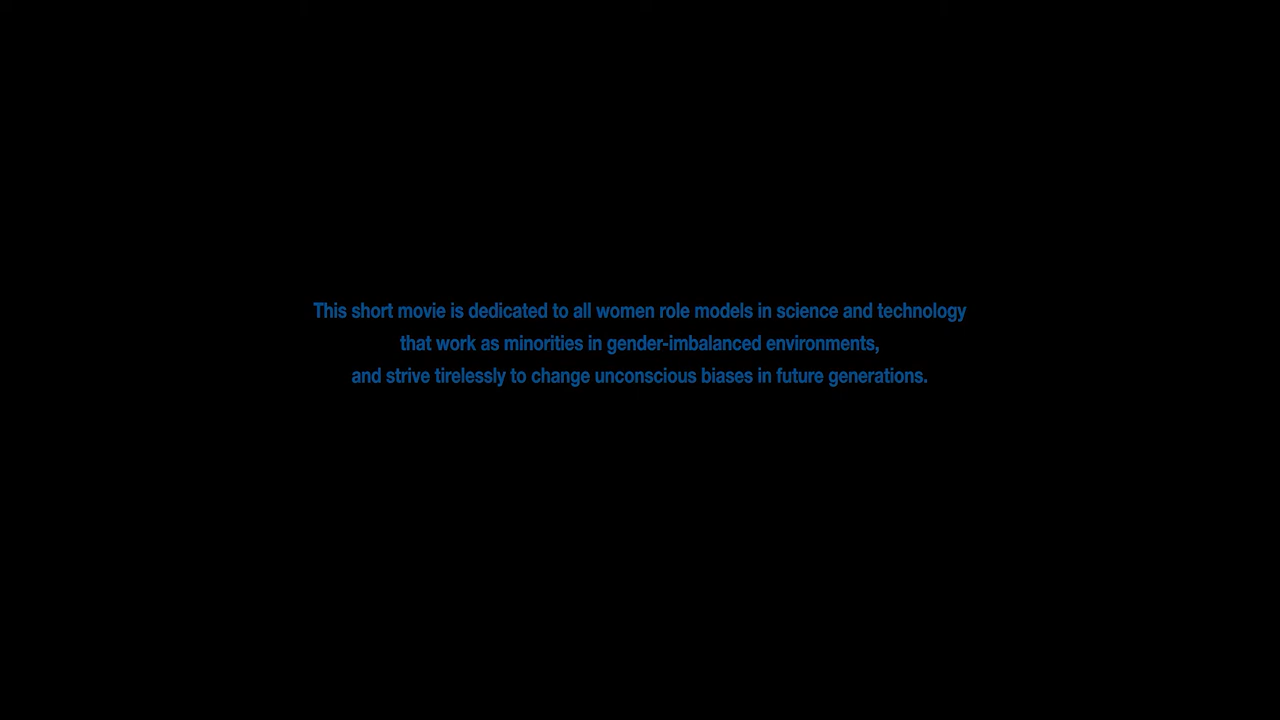 This short movie is dedicated to all women role models in science and technology
that work as minorities in gender-imbalanced environments,
and strive tirelessly to change unconscious biases in future generations.